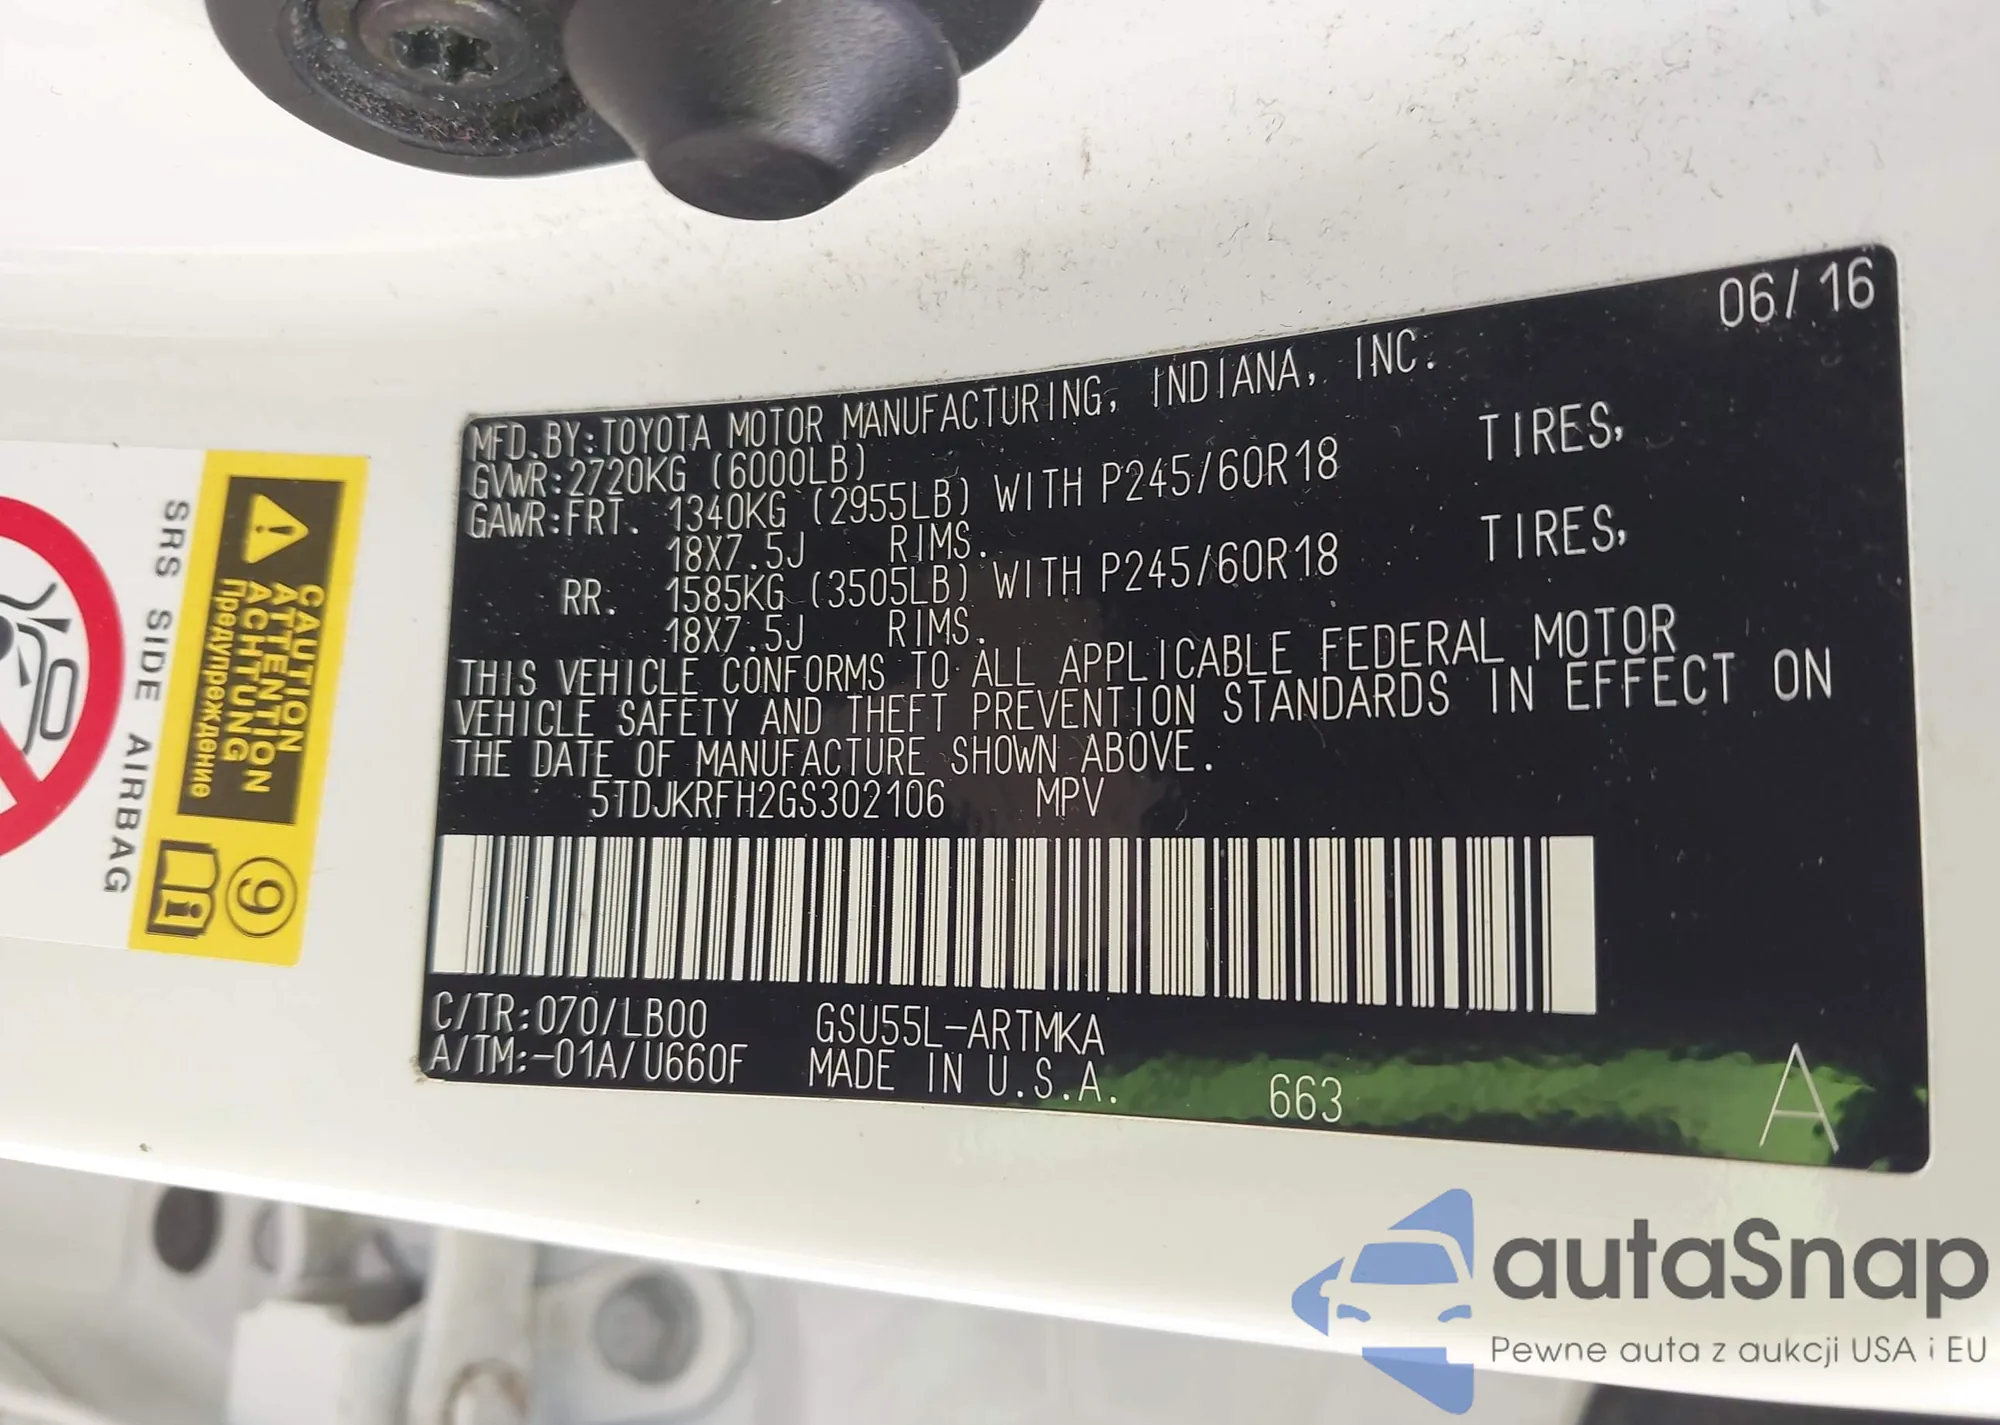 06/16
MFD.BY:TOYOTA MOTOR MANUFACTURING, INDIANA, INC.
GVWR:2720KG (6000LB)
GAWR:FRT. 1340KG (2955LB) WITH P245/60R18 TIRES,
18X7.5J RIMS.
RR. 1585KG (3505LB) WITH P245/60R18 TIRES,
18X7.5J RIMS.
THIS VEHICLE CONFORMS TO ALL APPLICABLE FEDERAL MOTOR
VEHICLE SAFETY AND THEFT PREVENTION STANDARDS IN EFFECT ON
THE DATE OF MANUFACTURE SHOWN ABOVE.
5TDJKRFH2GS302106 MPV
C/TR:070/LB00 GSU55L-ARTMKA
A/TM:-01A/U660F MADE IN U.S.A. 663 A
CAUTION
ATTENTION
ACHTUNG
Предупреждение
9
SRS SIDE AIRBAG
autaSnap
Pewne auta z aukcji USA i EU